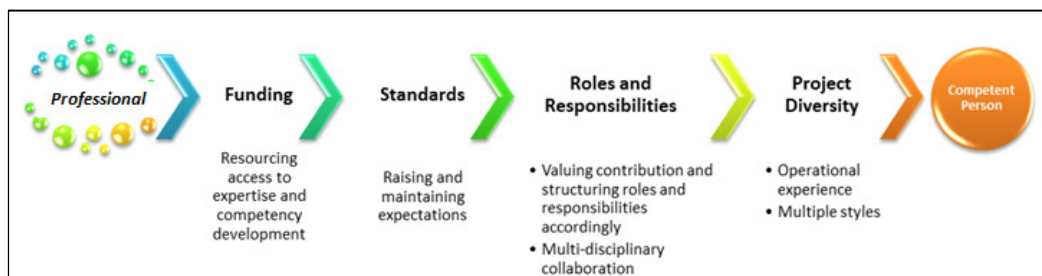 Professional
Funding
Resourcing
access to
expertise and
competency
development
Standards
Raising and
maintaining
expectations
Roles and
Responsibilities
• Valuing contribution and
structuring roles and
responsibilities
accordingly
• Multi-disciplinary
collaboration
Project
Diversity
• Operational
experience
• Multiple styles
Competent
Person